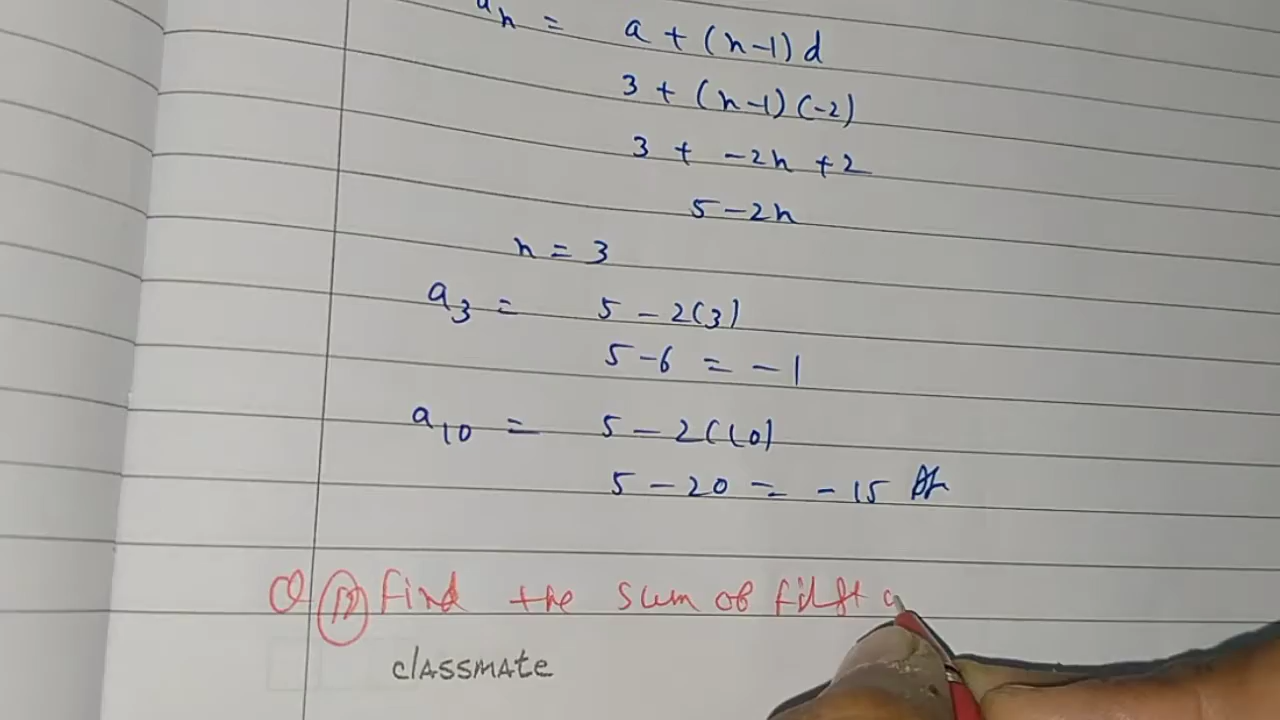 an = a + (n-1) d
3 + (n-1) (-2)
3 + -2n +2
5-2n
n = 3
a3 = 5 - 2(3)
5-6 = -1
a10 = 5 - 2(10)
5 - 20 = -15
Q Find the sum of first
classmate